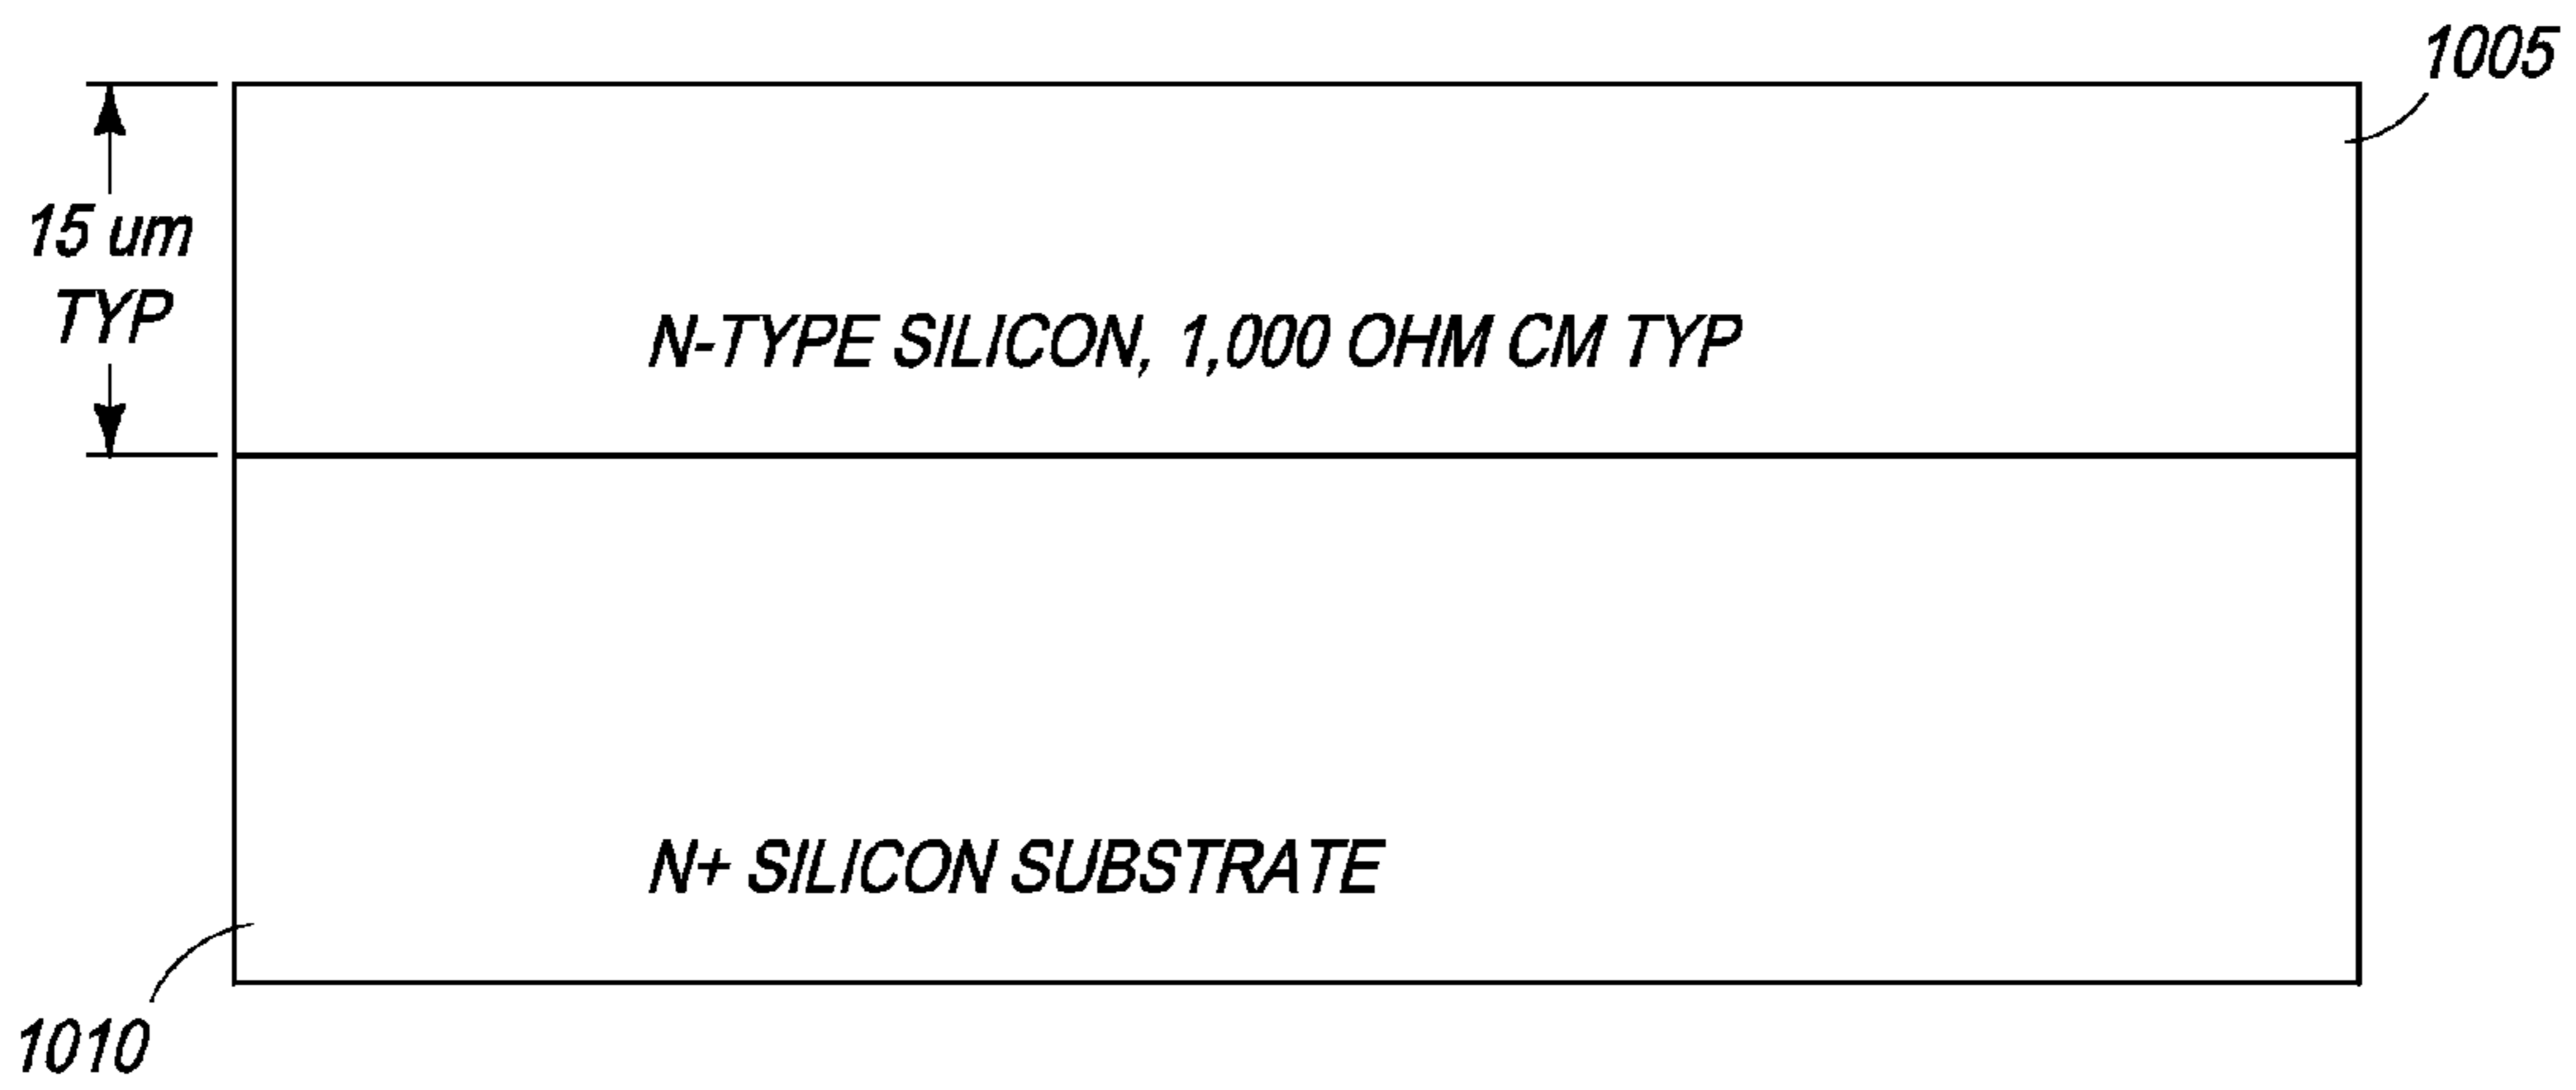 1005
15 um
TYP
N-TYPE SILICON, 1,000 OHM CM TYP
N+ SILICON SUBSTRATE
1010